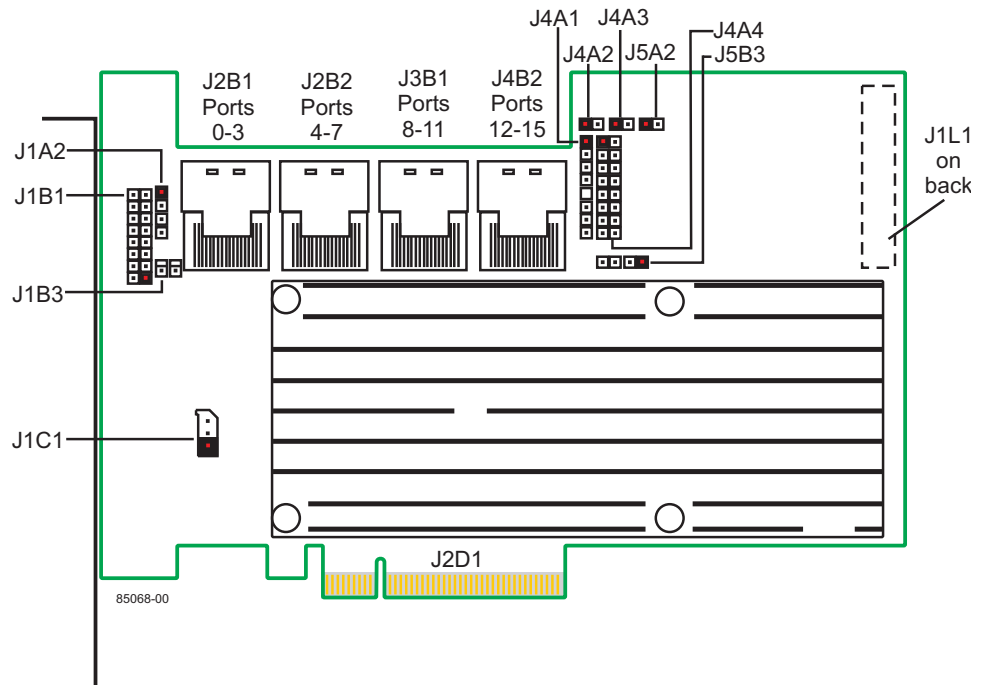 J4A1
J4A3
J4A4
J4A2
J5A2
J5B3
J2B1
Ports
0-3
J2B2
Ports
4-7
J3B1
Ports
8-11
J4B2
Ports
12-15
J1L1
on
back
J1A2
J1B1
J1B3
J1C1
J2D1
85068-00